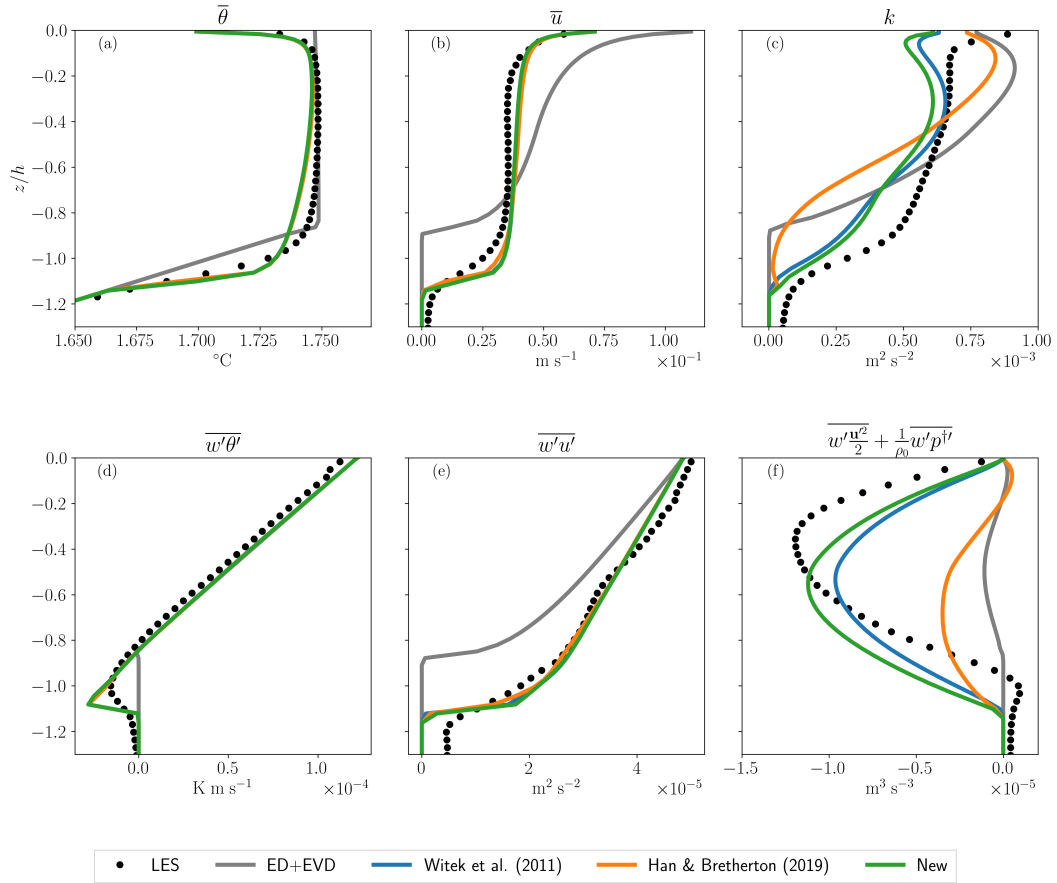 θ
u
k
(a)
(b)
(c)
0.0
−0.2
−0.4
−0.6
−0.8
−1.0
−1.2
z/h
1.650 1.675 1.700 1.725 1.750
°C
0.00 0.25 0.50 0.75 1.00
m s⁻¹
×10⁻¹
0.00 0.25 0.50 0.75 1.00
m² s⁻²
×10⁻³
w′θ′
w′u′
w′ u′²/2 + 1/ρ₀ w′p†′
(d)
(e)
(f)
0.0
−0.2
−0.4
−0.6
−0.8
−1.0
−1.2
0.0 0.5 1.0
K m s⁻¹
×10⁻⁴
0 2 4
m² s⁻²
×10⁻⁵
−1.5 −1.0 −0.5 0.0
m³ s⁻³
×10⁻⁵
LES ED+EVD Witek et al. (2011) Han & Bretherton (2019) New